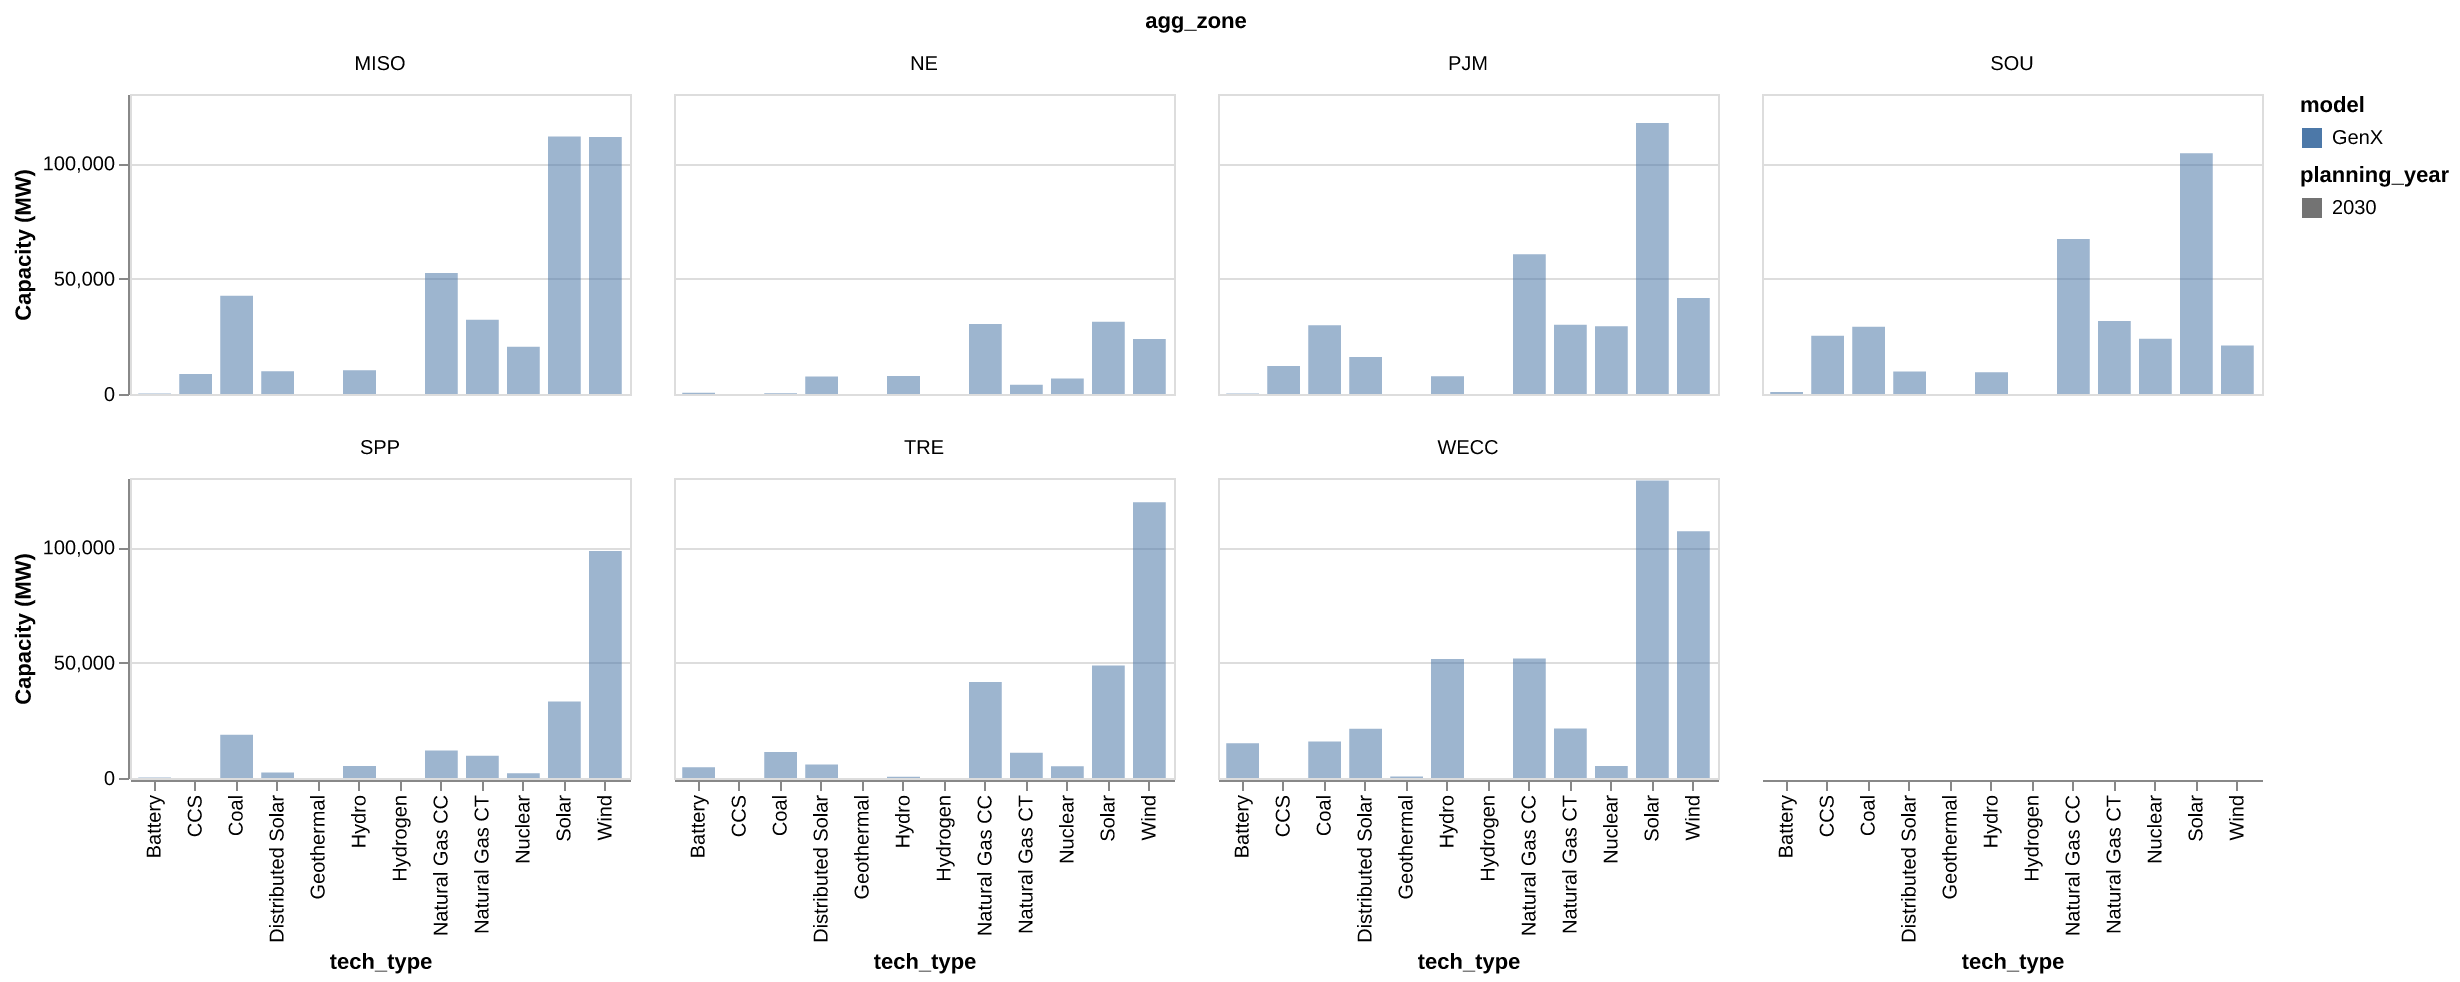 agg_zone
MISO
NE
PJM
SOU
model
GenX
planning_year
2030
Capacity (MW)
100,000
50,000
0
SPP
TRE
WECC
Capacity (MW)
100,000
50,000
0
Battery
CCS
Coal
Distributed Solar
Geothermal
Hydro
Hydrogen
Natural Gas CC
Natural Gas CT
Nuclear
Solar
Wind
tech_type
Battery
CCS
Coal
Distributed Solar
Geothermal
Hydro
Hydrogen
Natural Gas CC
Natural Gas CT
Nuclear
Solar
Wind
tech_type
Battery
CCS
Coal
Distributed Solar
Geothermal
Hydro
Hydrogen
Natural Gas CC
Natural Gas CT
Nuclear
Solar
Wind
tech_type
Battery
CCS
Coal
Distributed Solar
Geothermal
Hydro
Hydrogen
Natural Gas CC
Natural Gas CT
Nuclear
Solar
Wind
tech_type